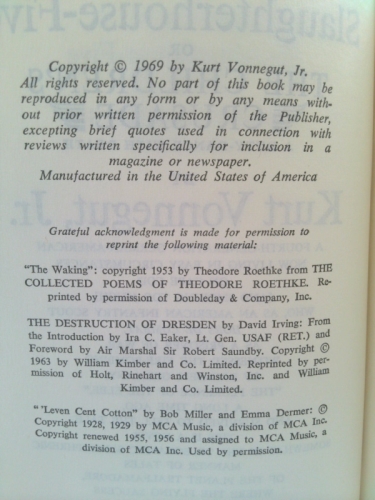 Copyright © 1969 by Kurt Vonnegut, Jr.
All rights reserved. No part of this book may be
reproduced in any form or by any means with-
out prior written permission of the Publisher,
excepting brief quotes used in connection with
reviews written specifically for inclusion in a
magazine or newspaper.
Manufactured in the United States of America
Grateful acknowledgment is made for permission to
reprint the following material:
"The Waking": copyright 1953 by Theodore Roethke from THE
COLLECTED POEMS OF THEODORE ROETHKE. Re-
printed by permission of Doubleday & Company, Inc.
THE DESTRUCTION OF DRESDEN by David Irving: From
the Introduction by Ira C. Eaker, Lt. Gen. USAF (RET.) and
Foreword by Air Marshal Sir Robert Saundby. Copyright ©
1963 by William Kimber and Co. Limited. Reprinted by per-
mission of Holt, Rinehart and Winston, Inc. and William
Kimber and Co. Limited.
"'Leven Cent Cotton" by Bob Miller and Emma Dermer: ©
Copyright 1928, 1929 by MCA Music, a division of MCA Inc.
Copyright renewed 1955, 1956 and assigned to MCA Music, a
division of MCA Inc. Used by permission.